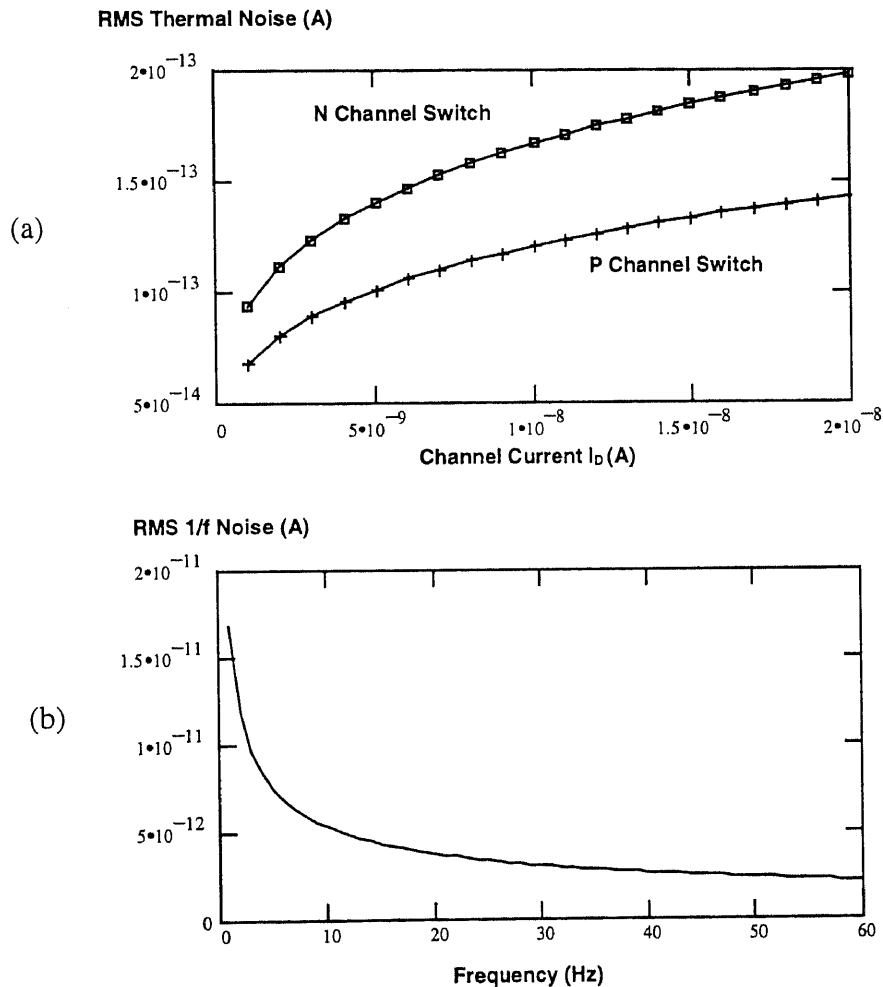 RMS Thermal Noise (A)
(a)
2•10⁻¹³
1.5•10⁻¹³
1•10⁻¹³
5•10⁻¹⁴
N Channel Switch
P Channel Switch
0 5•10⁻⁹ 1•10⁻⁸ 1.5•10⁻⁸ 2•10⁻⁸
Channel Current I_D (A)
RMS 1/f Noise (A)
(b)
2•10⁻¹¹
1.5•10⁻¹¹
1•10⁻¹¹
5•10⁻¹²
0
0 10 20 30 40 50 60
Frequency (Hz)